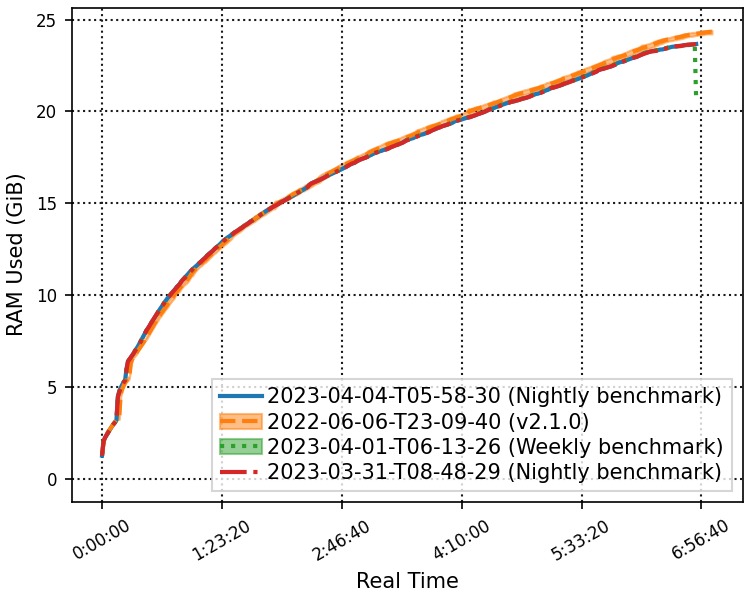 25
20
15
10
5
0
RAM Used (GiB)
2023-04-04-T05-58-30 (Nightly benchmark)
2022-06-06-T23-09-40 (v2.1.0)
2023-04-01-T06-13-26 (Weekly benchmark)
2023-03-31-T08-48-29 (Nightly benchmark)
0:00:00
1:23:20
2:46:40
4:10:00
5:33:20
6:56:40
Real Time